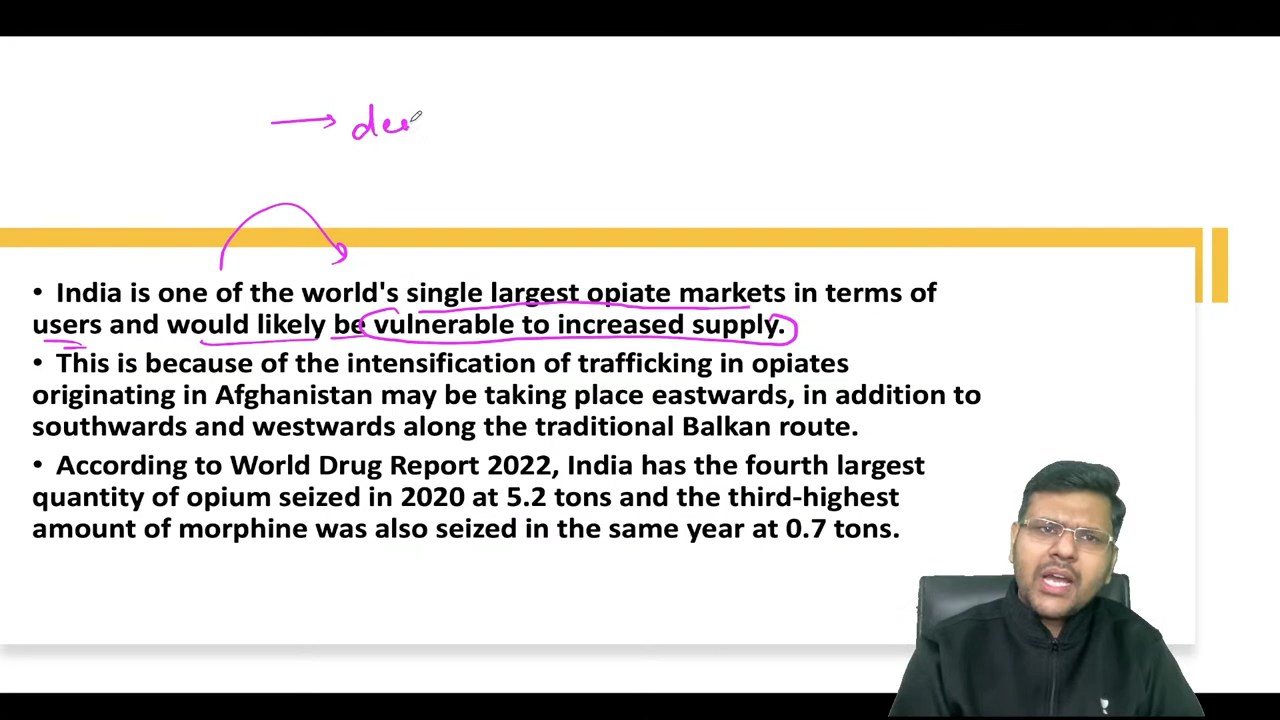 • India is one of the world's single largest opiate markets in terms of
users and would likely be vulnerable to increased supply.
• This is because of the intensification of trafficking in opiates
originating in Afghanistan may be taking place eastwards, in addition to
southwards and westwards along the traditional Balkan route.
• According to World Drug Report 2022, India has the fourth largest
quantity of opium seized in 2020 at 5.2 tons and the third-highest
amount of morphine was also seized in the same year at 0.7 tons.